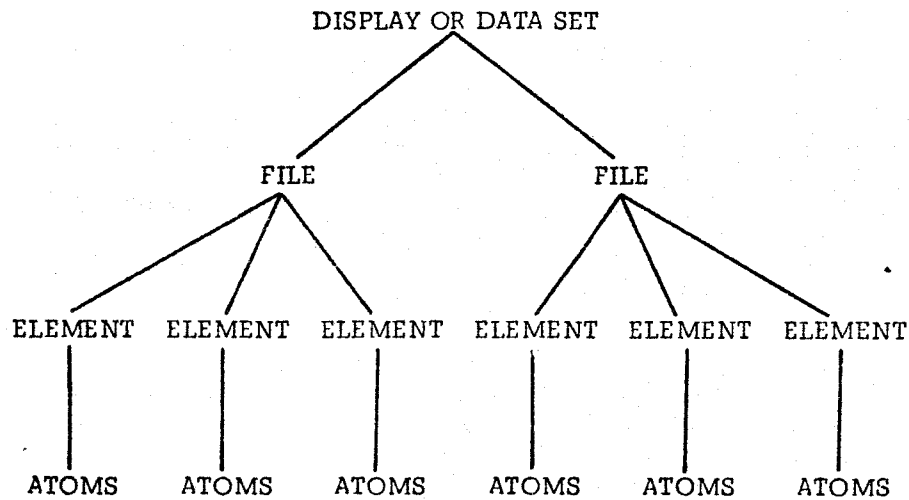 DISPLAY OR DATA SET
FILE FILE
ELEMENT ELEMENT ELEMENT ELEMENT ELEMENT ELEMENT
ATOMS ATOMS ATOMS ATOMS ATOMS ATOMS